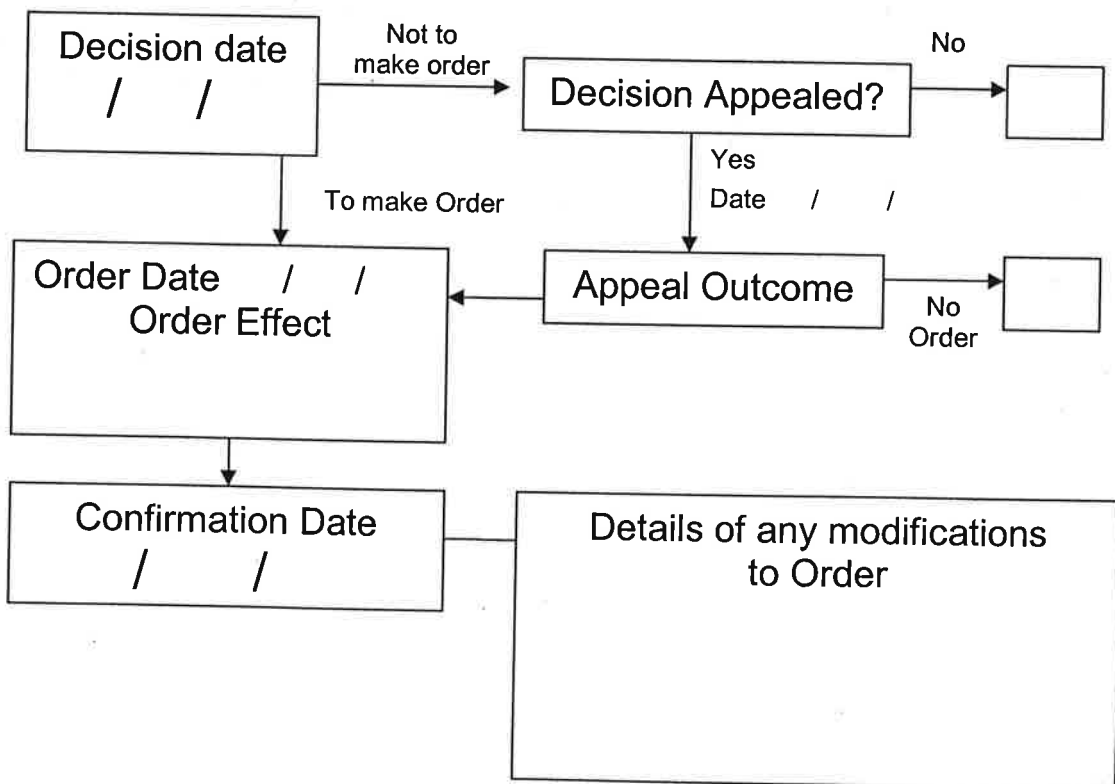 Decision date
/ /
Not to
make order
Decision Appealed?
No
Yes
Date / /
To make Order
Order Date / /
Order Effect
Appeal Outcome
No
Order
Confirmation Date
/ /
Details of any modifications
to Order